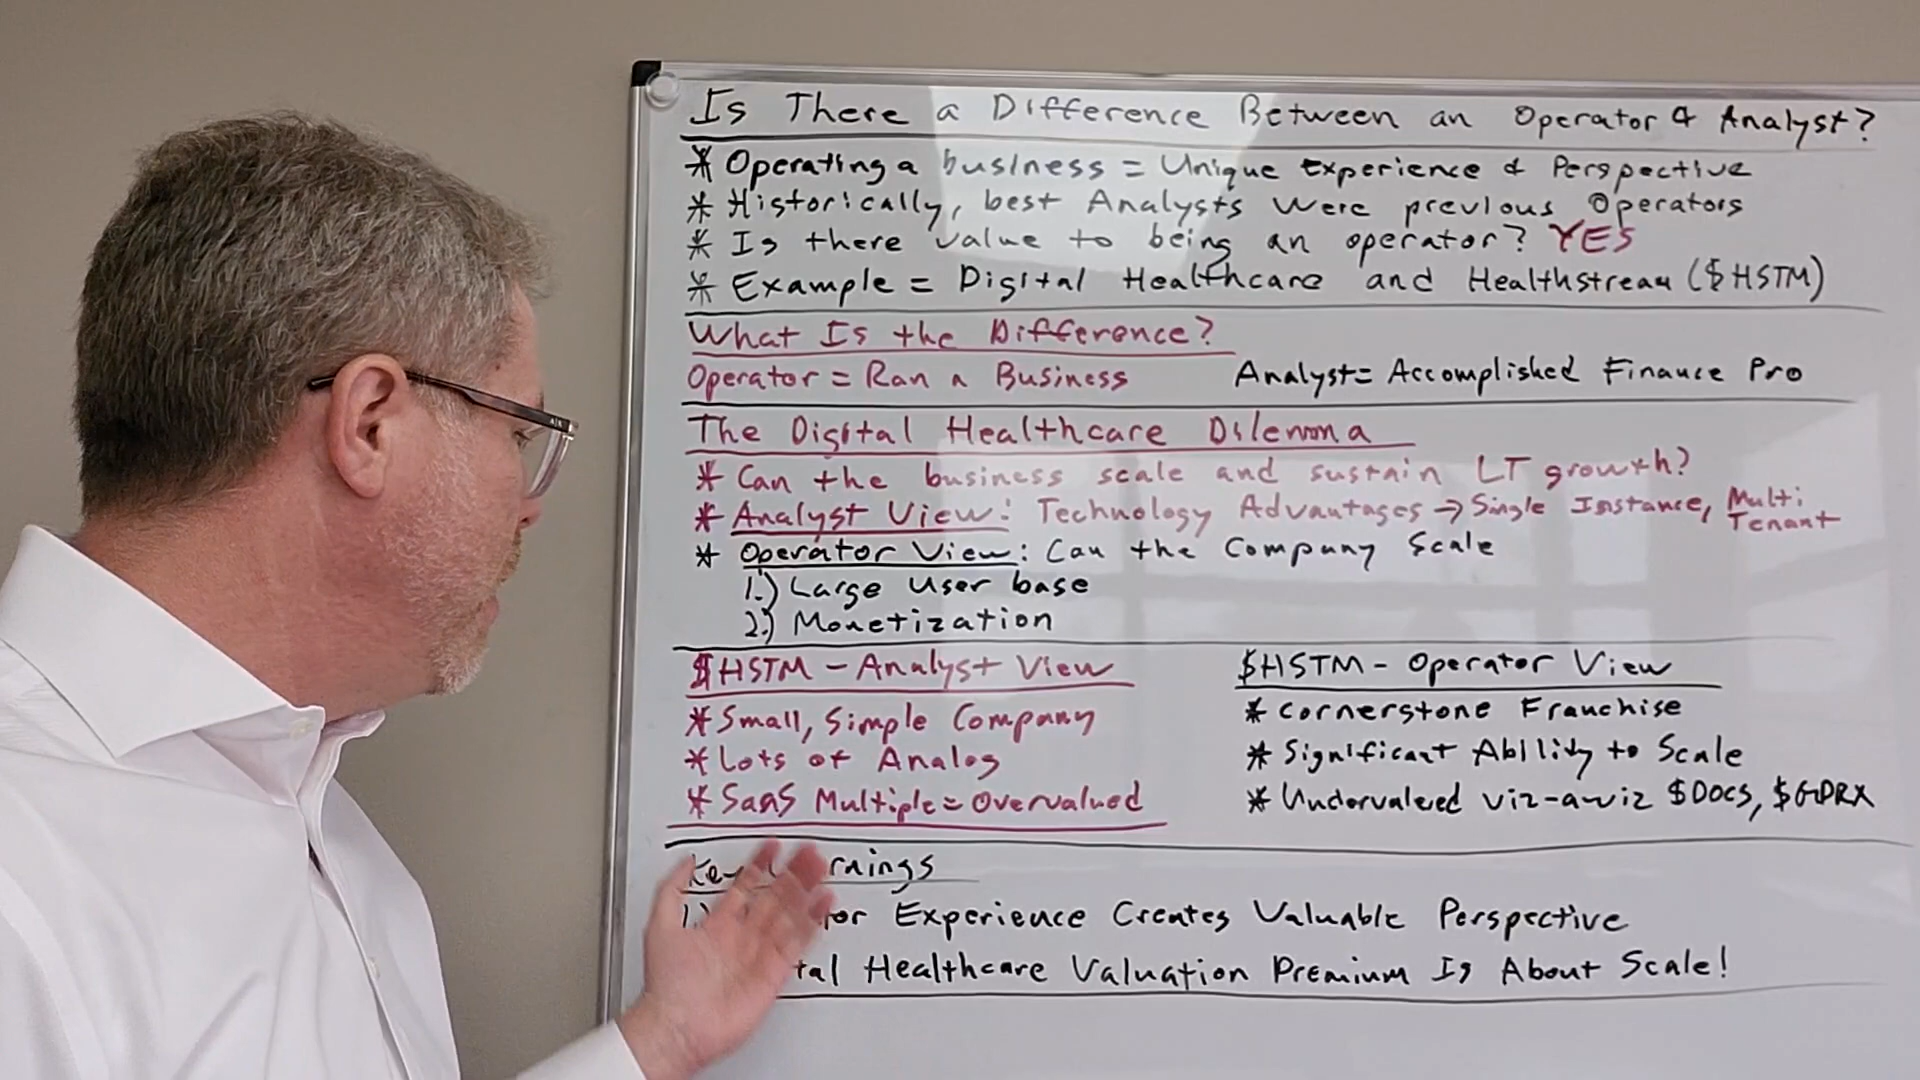 Is There a Difference Between an Operator & Analyst?
* Operating a business = Unique Experience & Perspective
* Historically, best Analysts were previous Operators
* Is there value to being an operator? YES
* Example = Digital Healthcare and Healthstream ($HSTM)
What Is the Difference?
Operator = Ran a Business Analyst = Accomplished Finance Pro
The Digital Healthcare Dilemma
* Can the business scale and sustain LT growth?
* Analyst View: Technology Advantages → Single Instance, Multi Tenant
* Operator View: Can the Company Scale
1.) Large User base
2.) Monetization
$HSTM - Analyst View
* Small, Simple Company
* Lots of Analog
* SaaS Multiple = Overvalued
$HSTM - Operator View
* Cornerstone Franchise
* Significant Ability to Scale
* Undervalued viz-a-viz $DOCS, $GDRX
Key rnings
1.) or Experience Creates Valuable Perspective
tal Healthcare Valuation Premium Is About Scale!